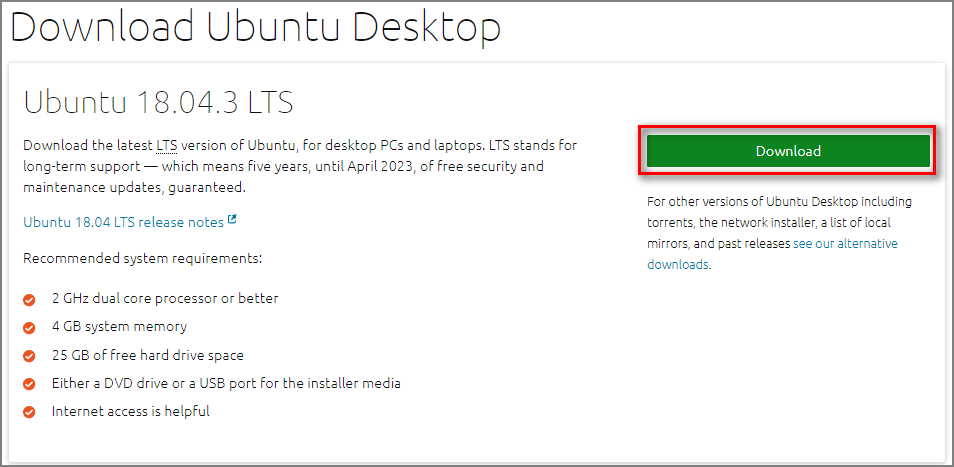 Download Ubuntu Desktop
Ubuntu 18.04.3 LTS
Download the latest LTS version of Ubuntu, for desktop PCs and laptops. LTS stands for
long-term support — which means five years, until April 2023, of free security and
maintenance updates, guaranteed.
Ubuntu 18.04 LTS release notes
Recommended system requirements:
2 GHz dual core processor or better
4 GB system memory
25 GB of free hard drive space
Either a DVD drive or a USB port for the installer media
Internet access is helpful
Download
For other versions of Ubuntu Desktop including
torrents, the network installer, a list of local
mirrors, and past releases see our alternative
downloads.